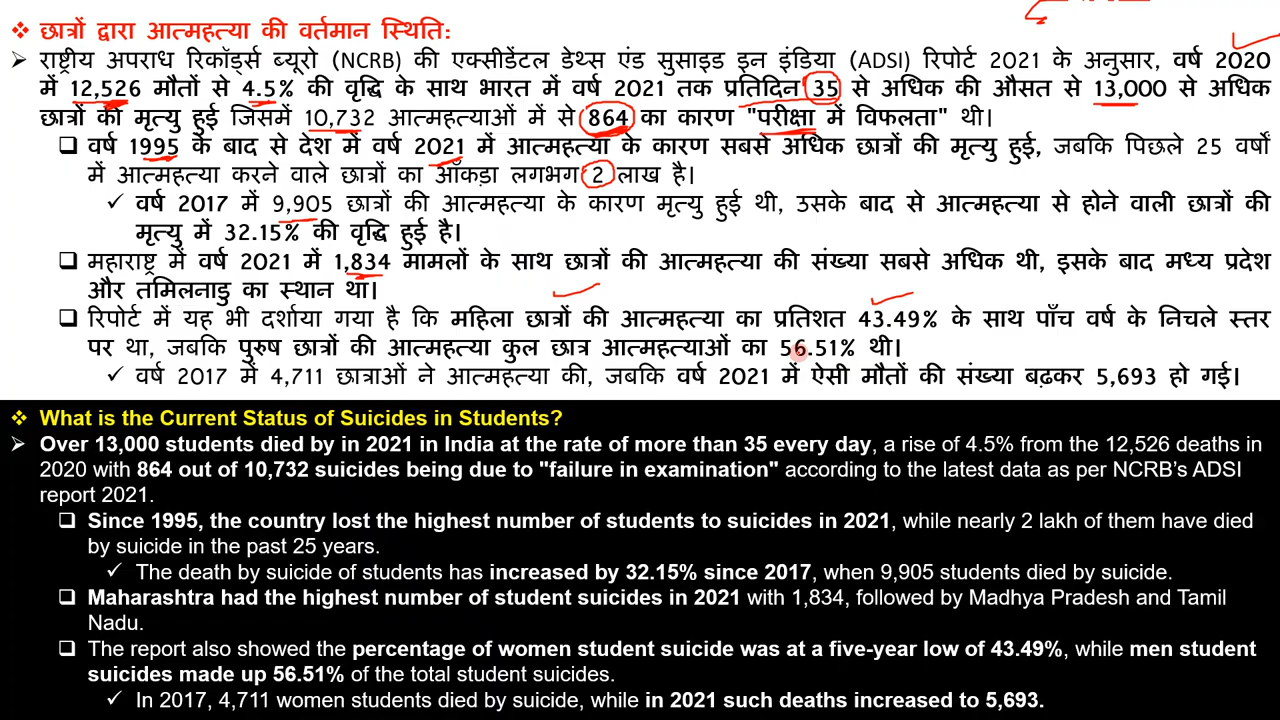 ❖ छात्रों द्वारा आत्महत्या की वर्तमान स्थिति:
➢ राष्ट्रीय अपराध रिकॉर्ड्स ब्यूरो (NCRB) की एक्सीडेंटल डेथ्स एंड सुसाइड इन इंडिया (ADSI) रिपोर्ट 2021 के अनुसार, वर्ष 2020
में 12,526 मौतों से 4.5% की वृद्धि के साथ भारत में वर्ष 2021 तक प्रतिदिन 35 से अधिक की औसत से 13,000 से अधिक
छात्रों की मृत्यु हुई जिसमें 10,732 आत्महत्याओं में से 864 का कारण "परीक्षा में विफलता" थी।
❑ वर्ष 1995 के बाद से देश में वर्ष 2021 में आत्महत्या के कारण सबसे अधिक छात्रों की मृत्यु हुई, जबकि पिछले 25 वर्षों
में आत्महत्या करने वाले छात्रों का आँकड़ा लगभग 2 लाख है।
✓ वर्ष 2017 में 9,905 छात्रों की आत्महत्या के कारण मृत्यु हुई थी, उसके बाद से आत्महत्या से होने वाली छात्रों की
मृत्यु में 32.15% की वृद्धि हुई है।
❑ महाराष्ट्र में वर्ष 2021 में 1,834 मामलों के साथ छात्रों की आत्महत्या की संख्या सबसे अधिक थी, इसके बाद मध्य प्रदेश
और तमिलनाडु का स्थान था।
❑ रिपोर्ट में यह भी दर्शाया गया है कि महिला छात्रों की आत्महत्या का प्रतिशत 43.49% के साथ पाँच वर्ष के निचले स्तर
पर था, जबकि पुरुष छात्रों की आत्महत्या कुल छात्र आत्महत्याओं का 56.51% थी।
✓ वर्ष 2017 में 4,711 छात्राओं ने आत्महत्या की, जबकि वर्ष 2021 में ऐसी मौतों की संख्या बढ़कर 5,693 हो गई।
❖ What is the Current Status of Suicides in Students?
➢ Over 13,000 students died by in 2021 in India at the rate of more than 35 every day, a rise of 4.5% from the 12,526 deaths in
2020 with 864 out of 10,732 suicides being due to "failure in examination" according to the latest data as per NCRB's ADSI
report 2021.
❑ Since 1995, the country lost the highest number of students to suicides in 2021, while nearly 2 lakh of them have died
by suicide in the past 25 years.
✓ The death by suicide of students has increased by 32.15% since 2017, when 9,905 students died by suicide.
❑ Maharashtra had the highest number of student suicides in 2021 with 1,834, followed by Madhya Pradesh and Tamil
Nadu.
❑ The report also showed the percentage of women student suicide was at a five-year low of 43.49%, while men student
suicides made up 56.51% of the total student suicides.
✓ In 2017, 4,711 women students died by suicide, while in 2021 such deaths increased to 5,693.